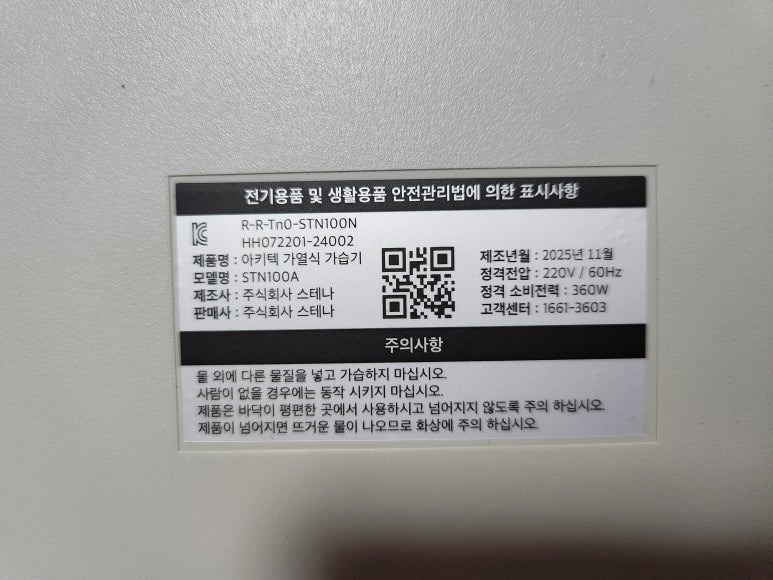 전기용품 및 생활용품 안전관리법에 의한 표시사항
R-R-Tn0-STN100N
HH072201-24002
제품명 : 아키텍 가열식 가습기
모델명 : STN100A
제조사 : 주식회사 스테나
판매사 : 주식회사 스테나
제조년월 : 2025년 11월
정격전압 : 220V / 60Hz
정격 소비전력 : 360W
고객센터 : 1661-3603
주의사항
물 외에 다른 물질을 넣고 가습하지 마십시오.
사람이 없을 경우에는 동작 시키지 마십시오.
제품은 바닥이 평편한 곳에서 사용하시고 넘어지지 않도록 주의 하십시오.
제품이 넘어지면 뜨거운 물이 나오므로 화상에 주의 하십시오.